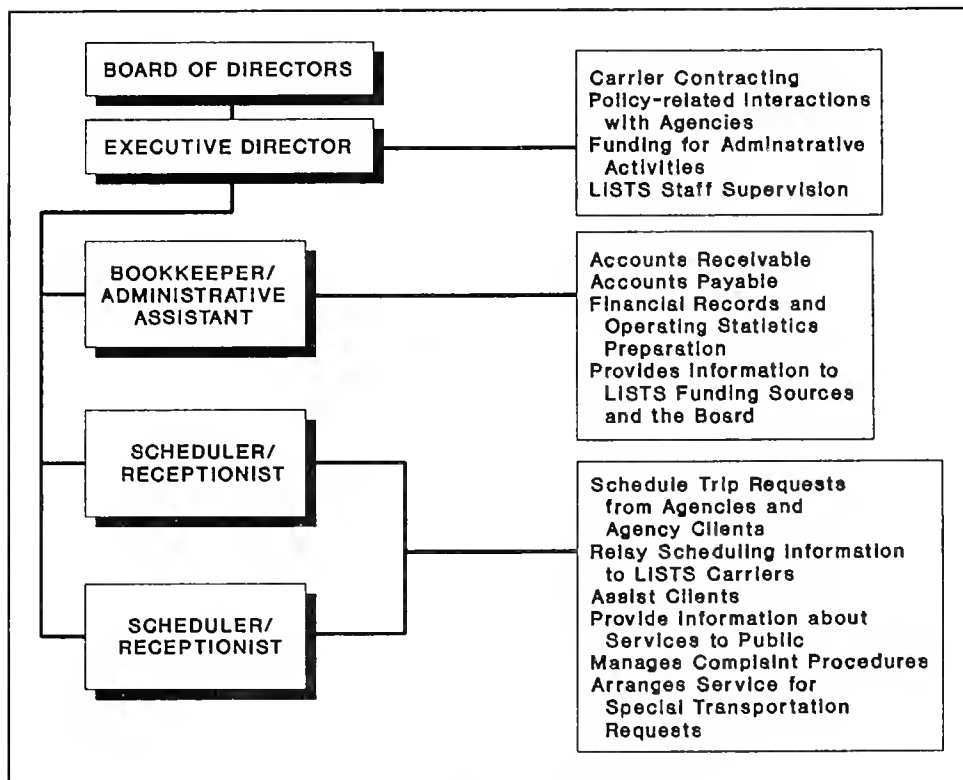 BOARD OF DIRECTORS
EXECUTIVE DIRECTOR
Carrier Contracting
Policy-related Interactions
with Agencies
Funding for Adminstrative
Activities
LISTS Staff Supervision
BOOKKEEPER/
ADMINISTRATIVE
ASSISTANT
Accounts Receivable
Accounts Payable
Financial Records and
Operating Statistics
Preparation
Provides Information to
LISTS Funding Sources
and the Board
SCHEDULER/
RECEPTIONIST
SCHEDULER/
RECEPTIONIST
Schedule Trip Requests
from Agencies and
Agency Clients
Relay Scheduling Information
to LISTS Carriers
Assist Clients
Provide Information about
Services to Public
Manages Complaint Procedures
Arranges Service for
Special Transportation
Requests